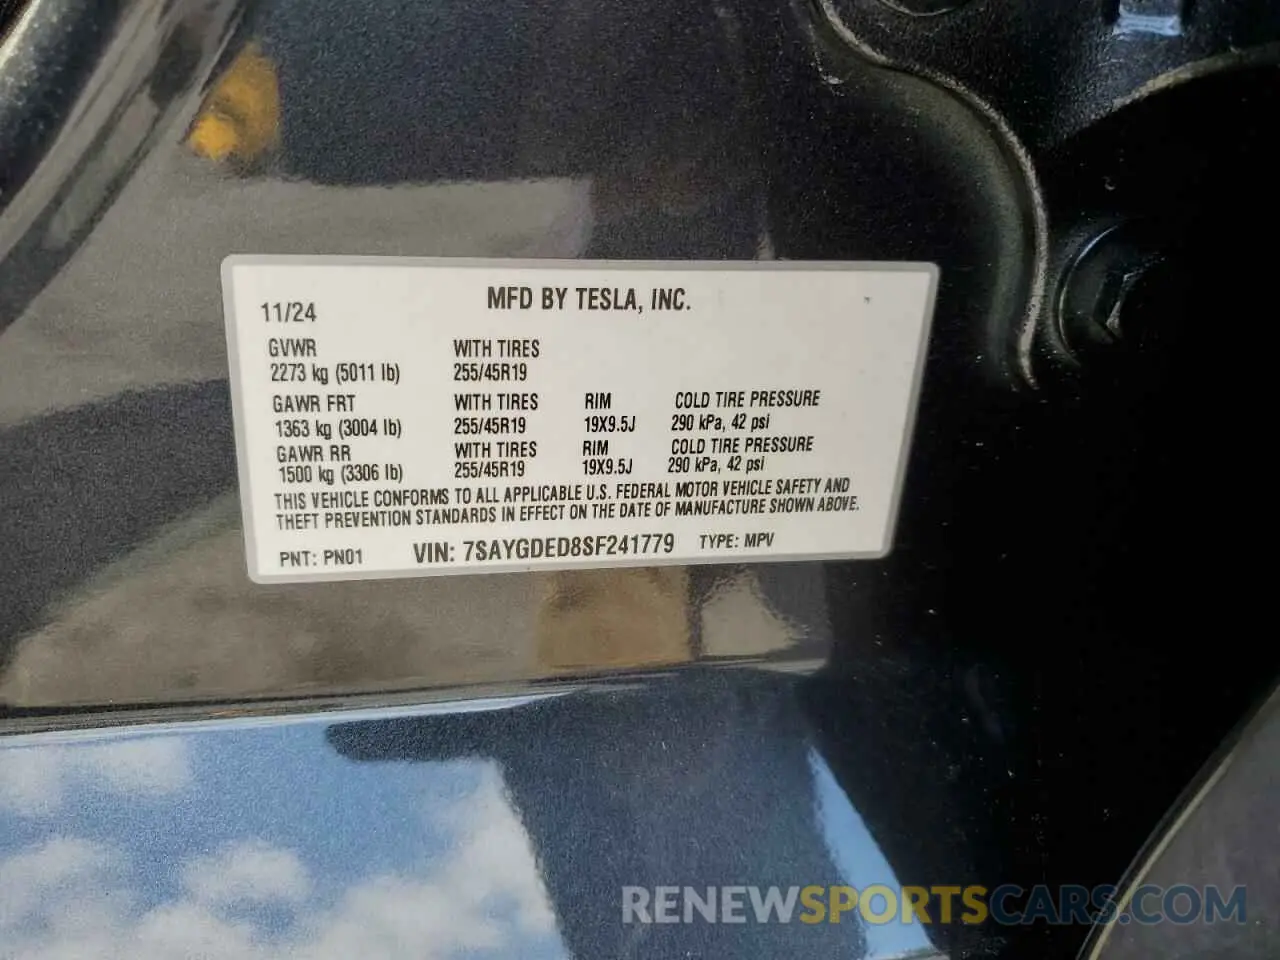 MFD BY TESLA, INC.
11/24
GVWR WITH TIRES
2273 kg (5011 lb) 255/45R19
GAWR FRT WITH TIRES RIM COLD TIRE PRESSURE
1363 kg (3004 lb) 255/45R19 19X9.5J 290 kPa, 42 psi
GAWR RR WITH TIRES RIM COLD TIRE PRESSURE
1500 kg (3306 lb) 255/45R19 19X9.5J 290 kPa, 42 psi
THIS VEHICLE CONFORMS TO ALL APPLICABLE U.S. FEDERAL MOTOR VEHICLE SAFETY AND
THEFT PREVENTION STANDARDS IN EFFECT ON THE DATE OF MANUFACTURE SHOWN ABOVE.
PNT: PN01 VIN: 7SAYGDED8SF241779 TYPE: MPV
RENEWSPORTSCARS.COM